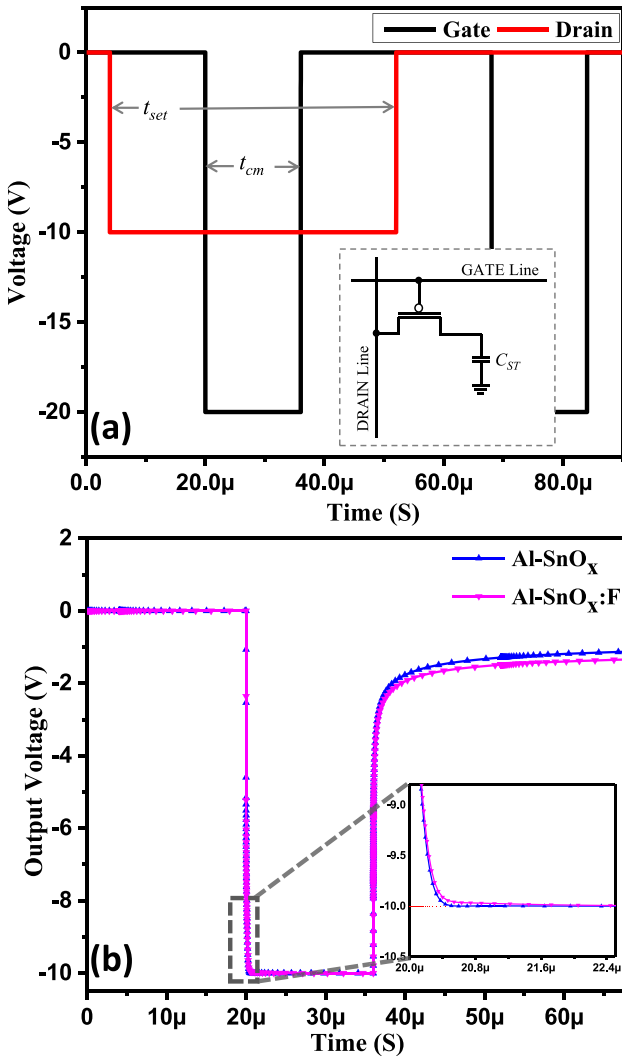 Gate Drain
0
-5
-10
-15
-20
Voltage (V)
t_set
t_cm
GATE Line
DRAIN Line
C_ST
(a)
0.0 20.0µ 40.0µ 60.0µ 80.0µ
Time (S)
2
0
-2
-4
-6
-8
-10
Output Voltage (V)
Al-SnO_x
Al-SnO_x:F
-9.0
-9.5
-10.0
-10.5
20.0µ 20.8µ 21.6µ 22.4µ
(b)
0 10µ 20µ 30µ 40µ 50µ 60µ
Time (S)